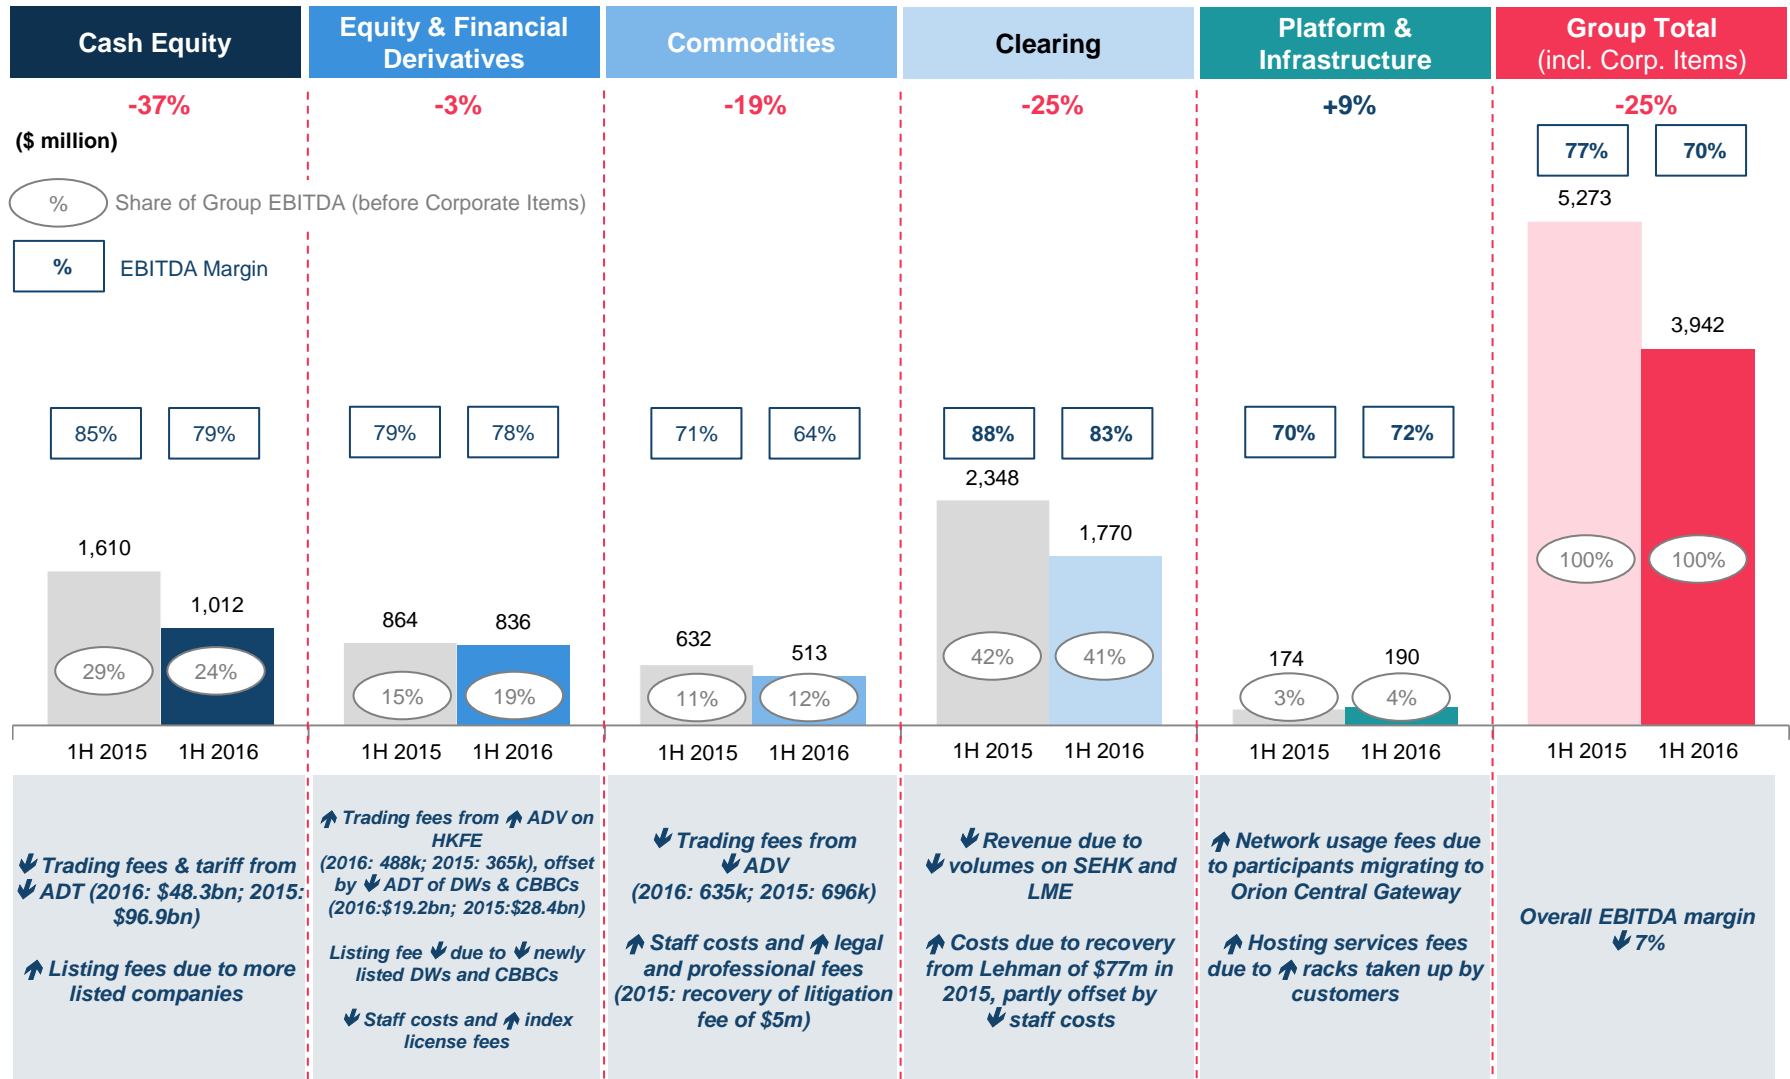 Cash Equity
Equity & Financial
Derivatives
Commodities
Clearing
Platform &
Infrastructure
Group Total
(incl. Corp. Items)
-37%
-3%
-19%
-25%
+9%
-25%
($ million)
%
Share of Group EBITDA (before Corporate Items)
%
EBITDA Margin
77%
70%
5,273
3,942
85%
79%
79%
78%
71%
64%
88%
83%
70%
72%
1,610
1,012
864
836
632
513
2,348
1,770
174
190
29%
24%
15%
19%
11%
12%
42%
41%
3%
4%
100%
100%
1H 2015
1H 2016
1H 2015
1H 2016
1H 2015
1H 2016
1H 2015
1H 2016
1H 2015
1H 2016
1H 2015
1H 2016
Trading fees & tariff from
ADT (2016: $48.3bn; 2015:
$96.9bn)
Listing fees due to more
listed companies
Trading fees from ADV on
HKFE
(2016: 488k; 2015: 365k), offset
by ADT of DWs & CBBCs
(2016:$19.2bn; 2015:$28.4bn)
Listing fee due to newly
listed DWs and CBBCs
Staff costs and index
license fees
Trading fees from
ADV
(2016: 635k; 2015: 696k)
Staff costs and legal
and professional fees
(2015: recovery of litigation
fee of $5m)
Revenue due to
volumes on SEHK and
LME
Costs due to recovery
from Lehman of $77m in
2015, partly offset by
staff costs
Network usage fees due
to participants migrating to
Orion Central Gateway
Hosting services fees
due to racks taken up by
customers
Overall EBITDA margin
7%